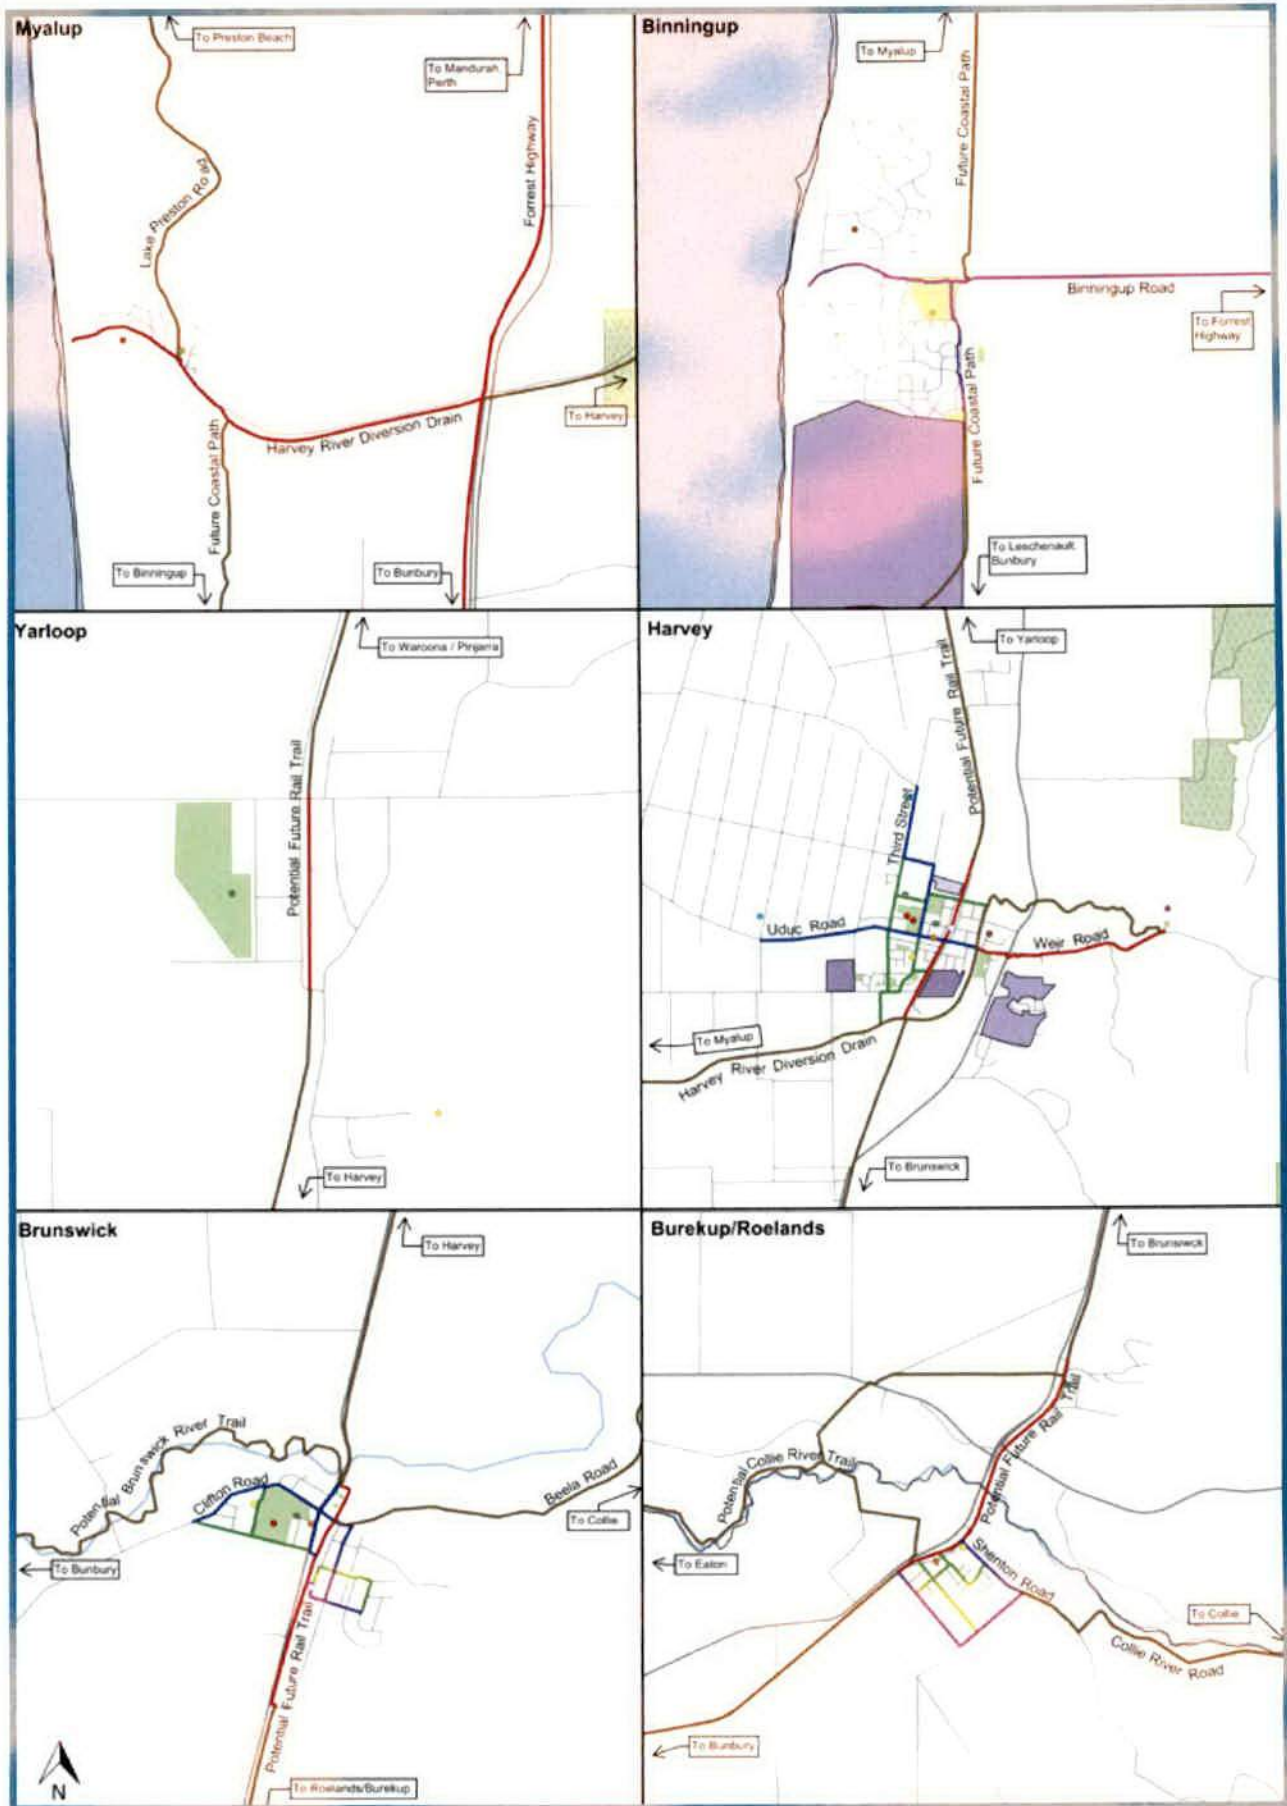 Myalup
To Preston Beach
To Mandurah,
Perth
Lake Preston Road
Forrest Highway
To Harvey
Harvey River Diversion Drain
Future Coastal Path
To Binningup
To Bunbury
Binningup
To Myalup
Future Coastal Path
Binningup Road
To Forrest
Highway
Future Coastal Path
To Leschenault,
Bunbury
Yarloop
To Waroona / Pinjarra
Potential Future Rail Trail
To Harvey
Harvey
To Yarloop
Potential Future Rail Trail
Third Street
Uduc Road
Weir Road
To Myalup
Harvey River Diversion Drain
To Brunswick
Brunswick
To Harvey
Potential Brunswick River Trail
Clifton Road
Beela Road
To Collie
To Bunbury
Potential Future Rail Trail
N
To Roelands/Burekup
Burekup/Roelands
To Brunswick
Potential Future Rail Trail
Potential Collie River Trail
To Eaton
Shenton Road
To Collie
Collie River Road
To Bunbury